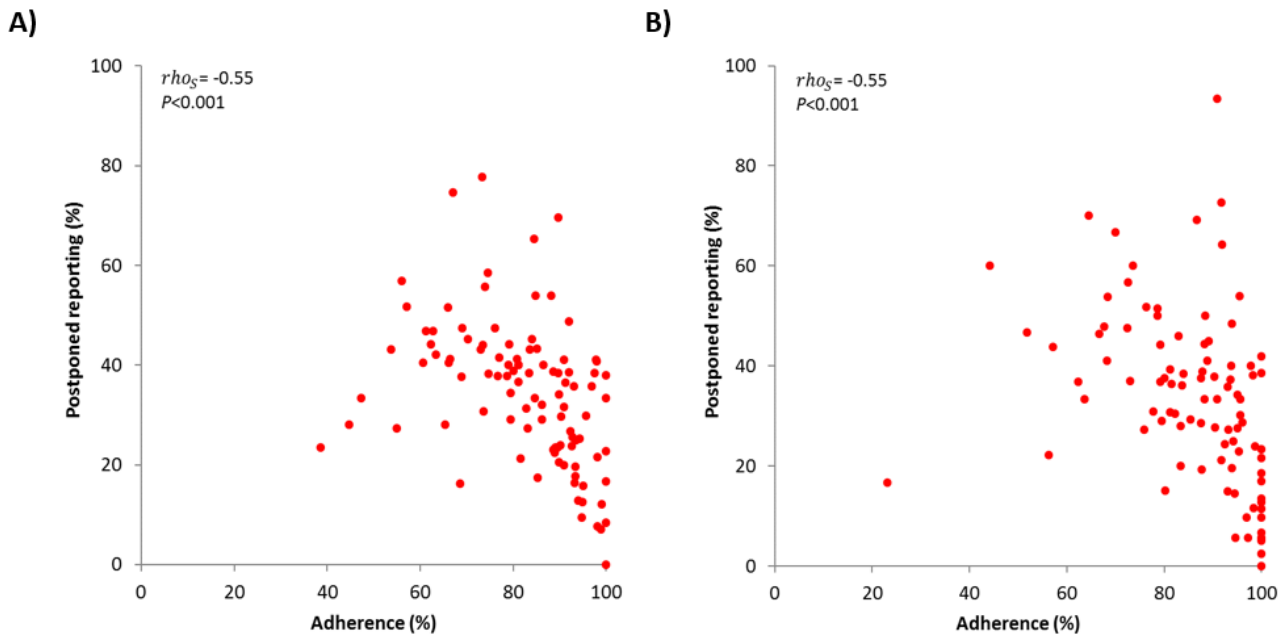 A)
B)
rho_S= -0.55
P<0.001
100
80
60
40
20
0
Postponed reporting (%)
0 20 40 60 80 100
Adherence (%)
rho_S= -0.55
P<0.001
100
80
60
40
20
0
Postponed reporting (%)
0 20 40 60 80 100
Adherence (%)